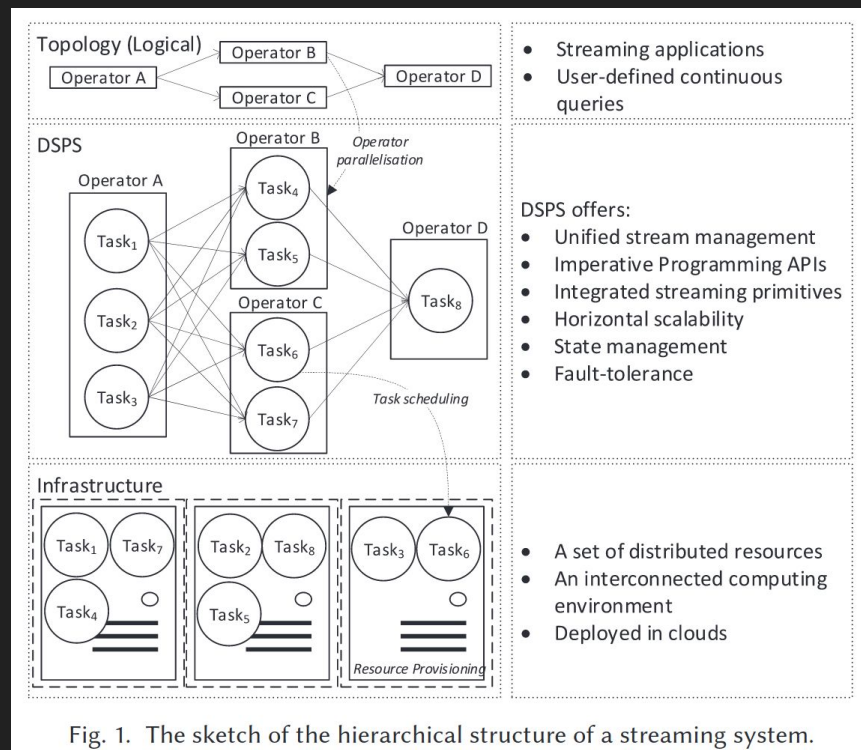 Topology (Logical)
Operator A
Operator B
Operator C
Operator D
• Streaming applications
• User-defined continuous
queries
DSPS
Operator parallelisation
Operator A
Task1
Task2
Task3
Operator B
Task4
Task5
Operator C
Task6
Task7
Operator D
Task8
Task scheduling
DSPS offers:
• Unified stream management
• Imperative Programming APIs
• Integrated streaming primitives
• Horizontal scalability
• State management
• Fault-tolerance
Infrastructure
Task1 Task7
Task4
Task2 Task8
Task5
Task3 Task6
Resource Provisioning
• A set of distributed resources
• An interconnected computing
environment
• Deployed in clouds
Fig. 1. The sketch of the hierarchical structure of a streaming system.